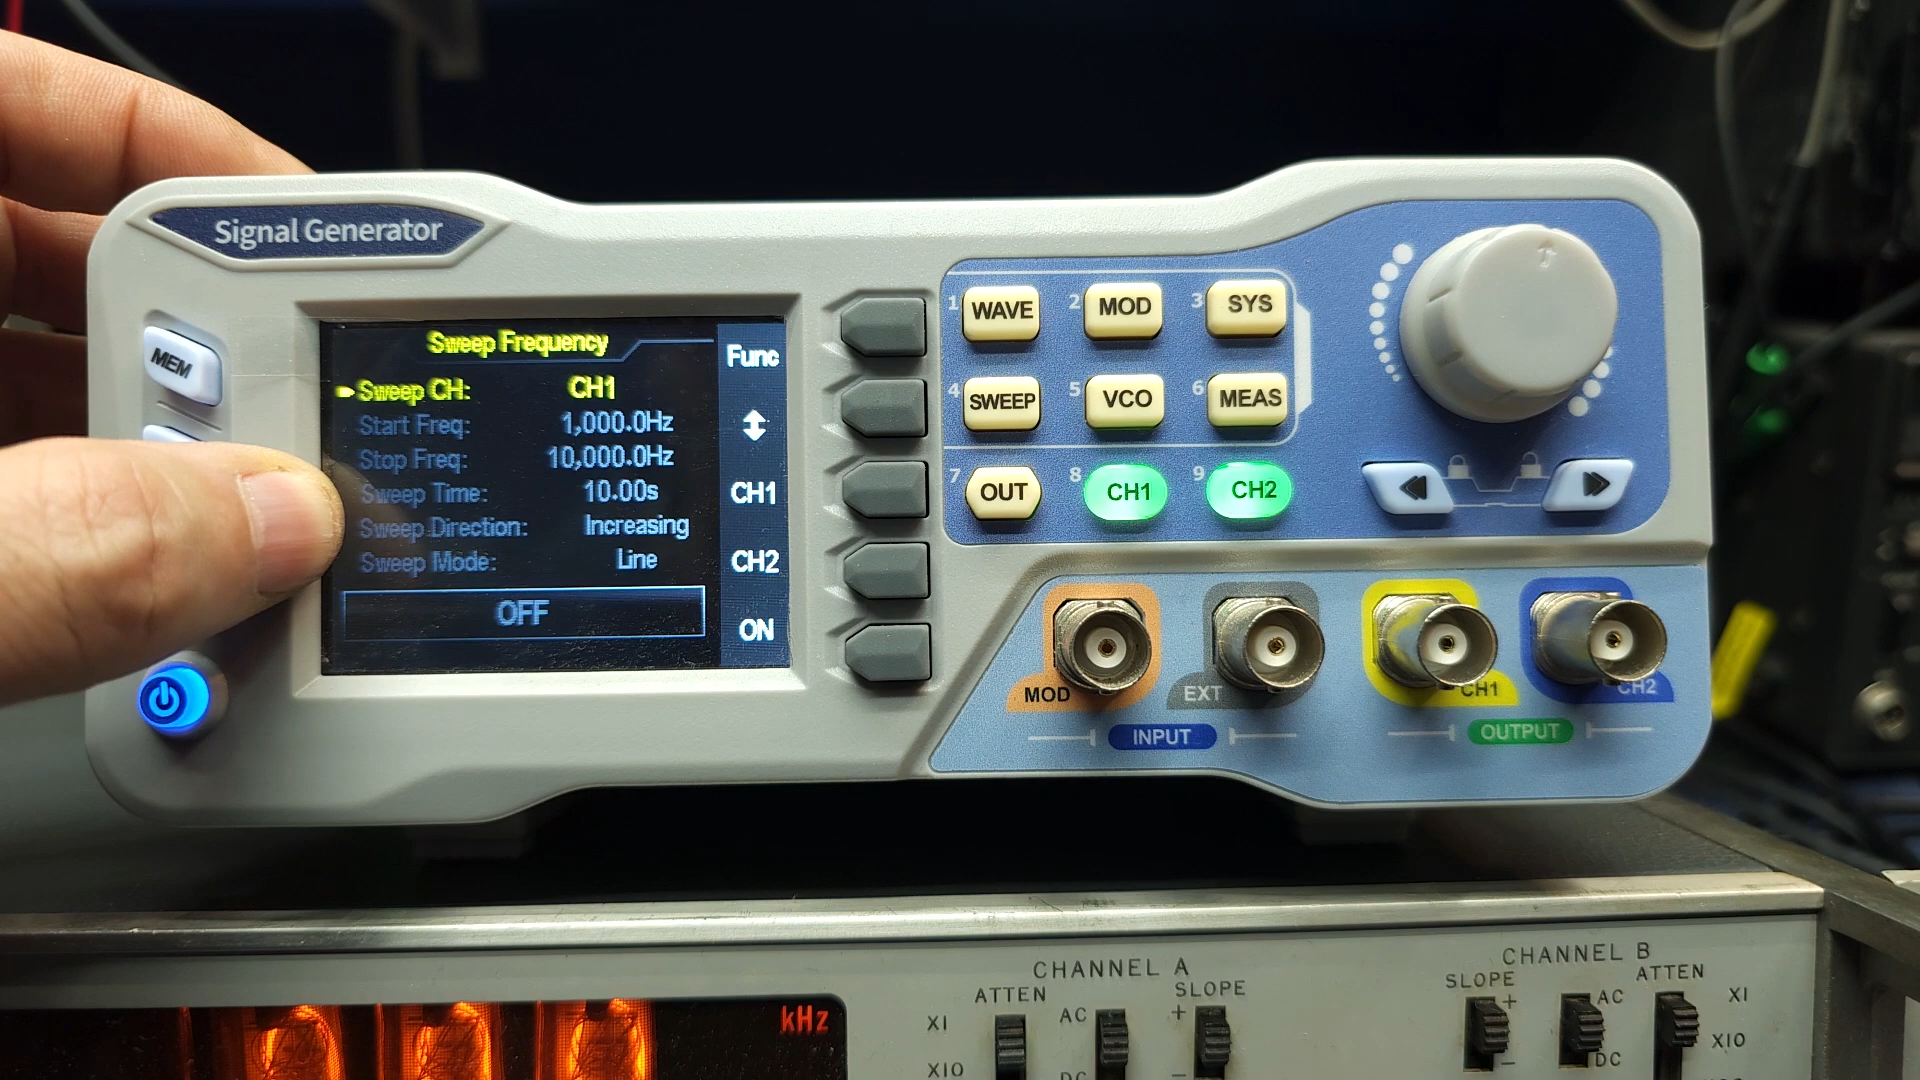 Signal Generator
MEM
Sweep Frequency
Func
Sweep CH: CH1
Start Freq: 1,000.0Hz
Stop Freq: 10,000.0Hz
Sweep Time: 10.00s
CH1
Sweep Direction: Increasing
Sweep Mode: Line
CH2
OFF
ON
1 WAVE 2 MOD 3 SYS
4 SWEEP 5 VCO 6 MEAS
7 OUT 8 CH1 9 CH2
MOD EXT CH1 CH2
INPUT OUTPUT
kHz
CHANNEL A
ATTEN SLOPE
X1 AC +
X10 DC -
CHANNEL B
SLOPE ATTEN
+ AC X1
- DC X10